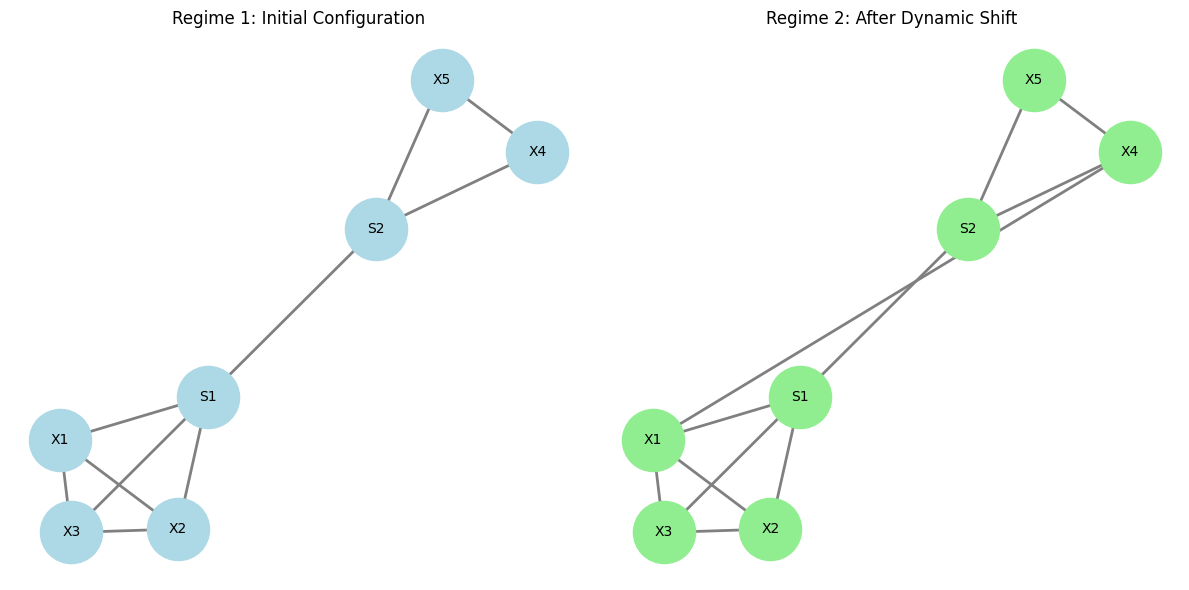 Regime 1: Initial Configuration
X5
X4
S2
S1
X1
X2
X3
Regime 2: After Dynamic Shift
X5
X4
S2
S1
X1
X2
X3